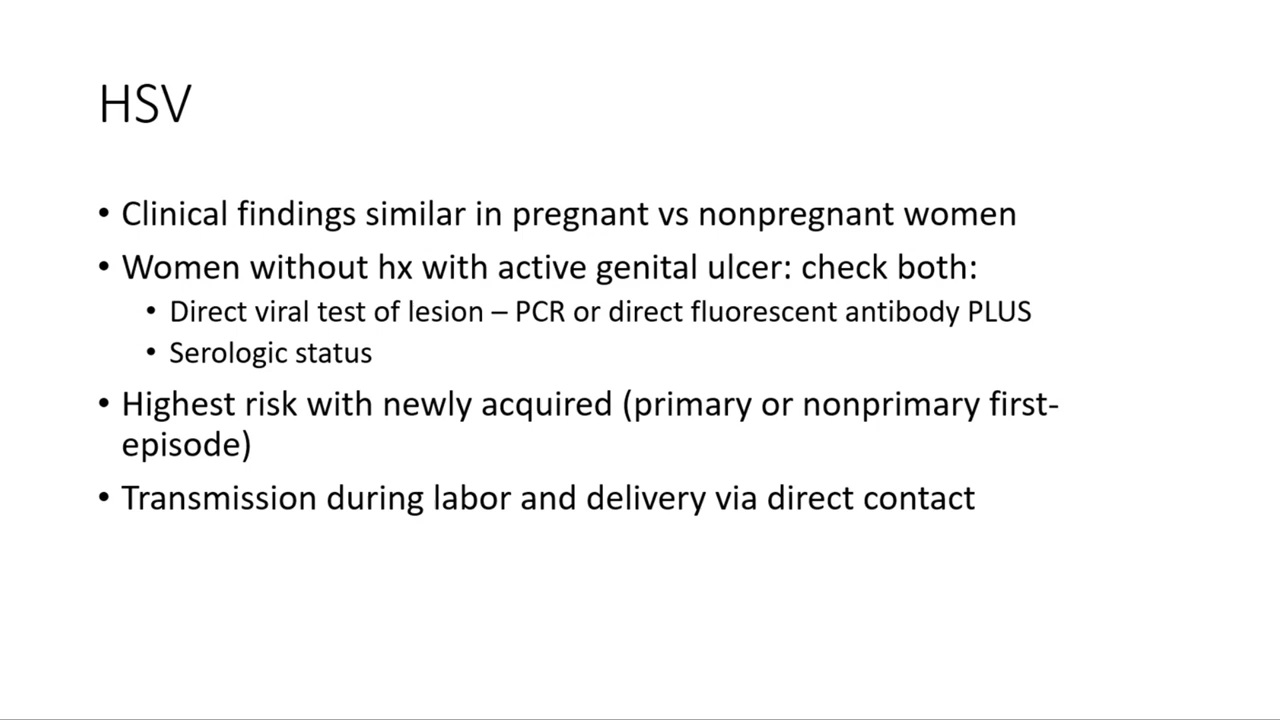 HSV
• Clinical findings similar in pregnant vs nonpregnant women
• Women without hx with active genital ulcer: check both:
• Direct viral test of lesion – PCR or direct fluorescent antibody PLUS
• Serologic status
• Highest risk with newly acquired (primary or nonprimary first-
episode)
• Transmission during labor and delivery via direct contact